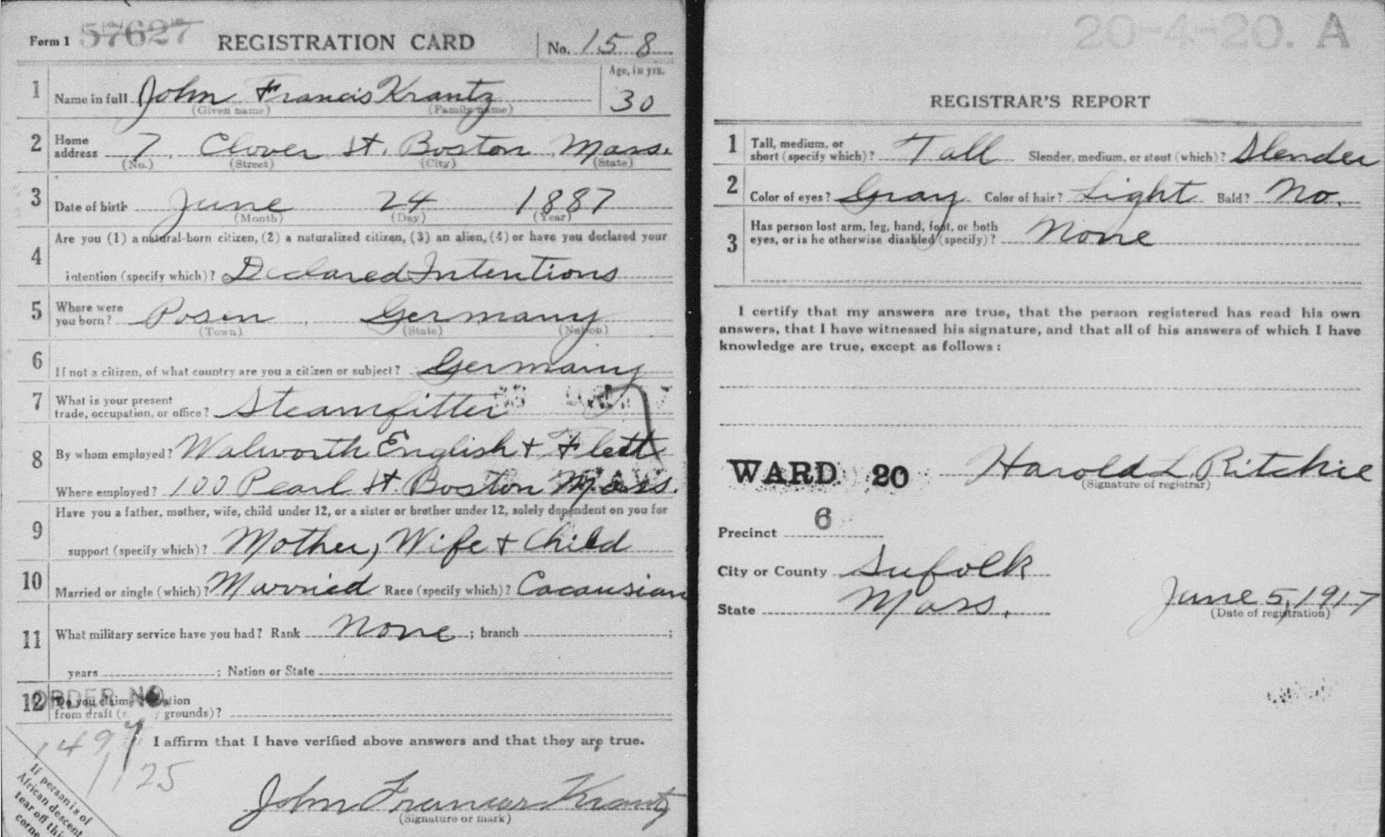 Form 1 57627 REGISTRATION CARD No. 158
1 Name in full John Francis Krantz Age, in yrs. 30
(Given name) (Family name)
2 Home address 7, Clover St. Boston Mass.
(No.) (Street) (City) (State)
3 Date of birth June 24 1887
(Month) (Day) (Year)
Are you (1) a natural-born citizen, (2) a naturalized citizen, (3) an alien, (4) or have you declared your
4 intention (specify which)? Declared Intentions
5 Where were you born? Posen, Germany
(Town) (State) (Nation)
6 If not a citizen, of what country are you a citizen or subject? Germany
7 What is your present trade, occupation, or office? Steamfitter
8 By whom employed? Walworth English + Flett
Where employed? 100 Pearl St Boston Mass.
9 Have you a father, mother, wife, child under 12, or a sister or brother under 12, solely dependent on you for
support (specify which)? Mother, Wife + Child
10 Married or single (which)? Married Race (specify which)? Cacausian
11 What military service have you had? Rank None ; branch ;
years ; Nation or State
ORDER NO.
12 Do you claim
from draft ( grounds)?
I affirm that I have verified above answers and that they are true.
1125
If person is of
African descent
tear off this
corner
John Francis Krantz
(Signature or mark)
20-4-20. A
REGISTRAR'S REPORT
1 Tall, medium, or short (specify which)? Tall Slender, medium, or stout (which)? Slender
2 Color of eyes? Gray Color of hair? Light Bald? No.
3 Has person lost arm, leg, hand, foot, or both eyes, or is he otherwise disabled (specify)? None
I certify that my answers are true, that the person registered has read his own
answers, that I have witnessed his signature, and that all of his answers of which I have
knowledge are true, except as follows:
WARD 20 Harold L Ritchie
(Signature of registrar)
Precinct 6
City or County Sufolk
State Mass. June 5, 1917
(Date of registration)